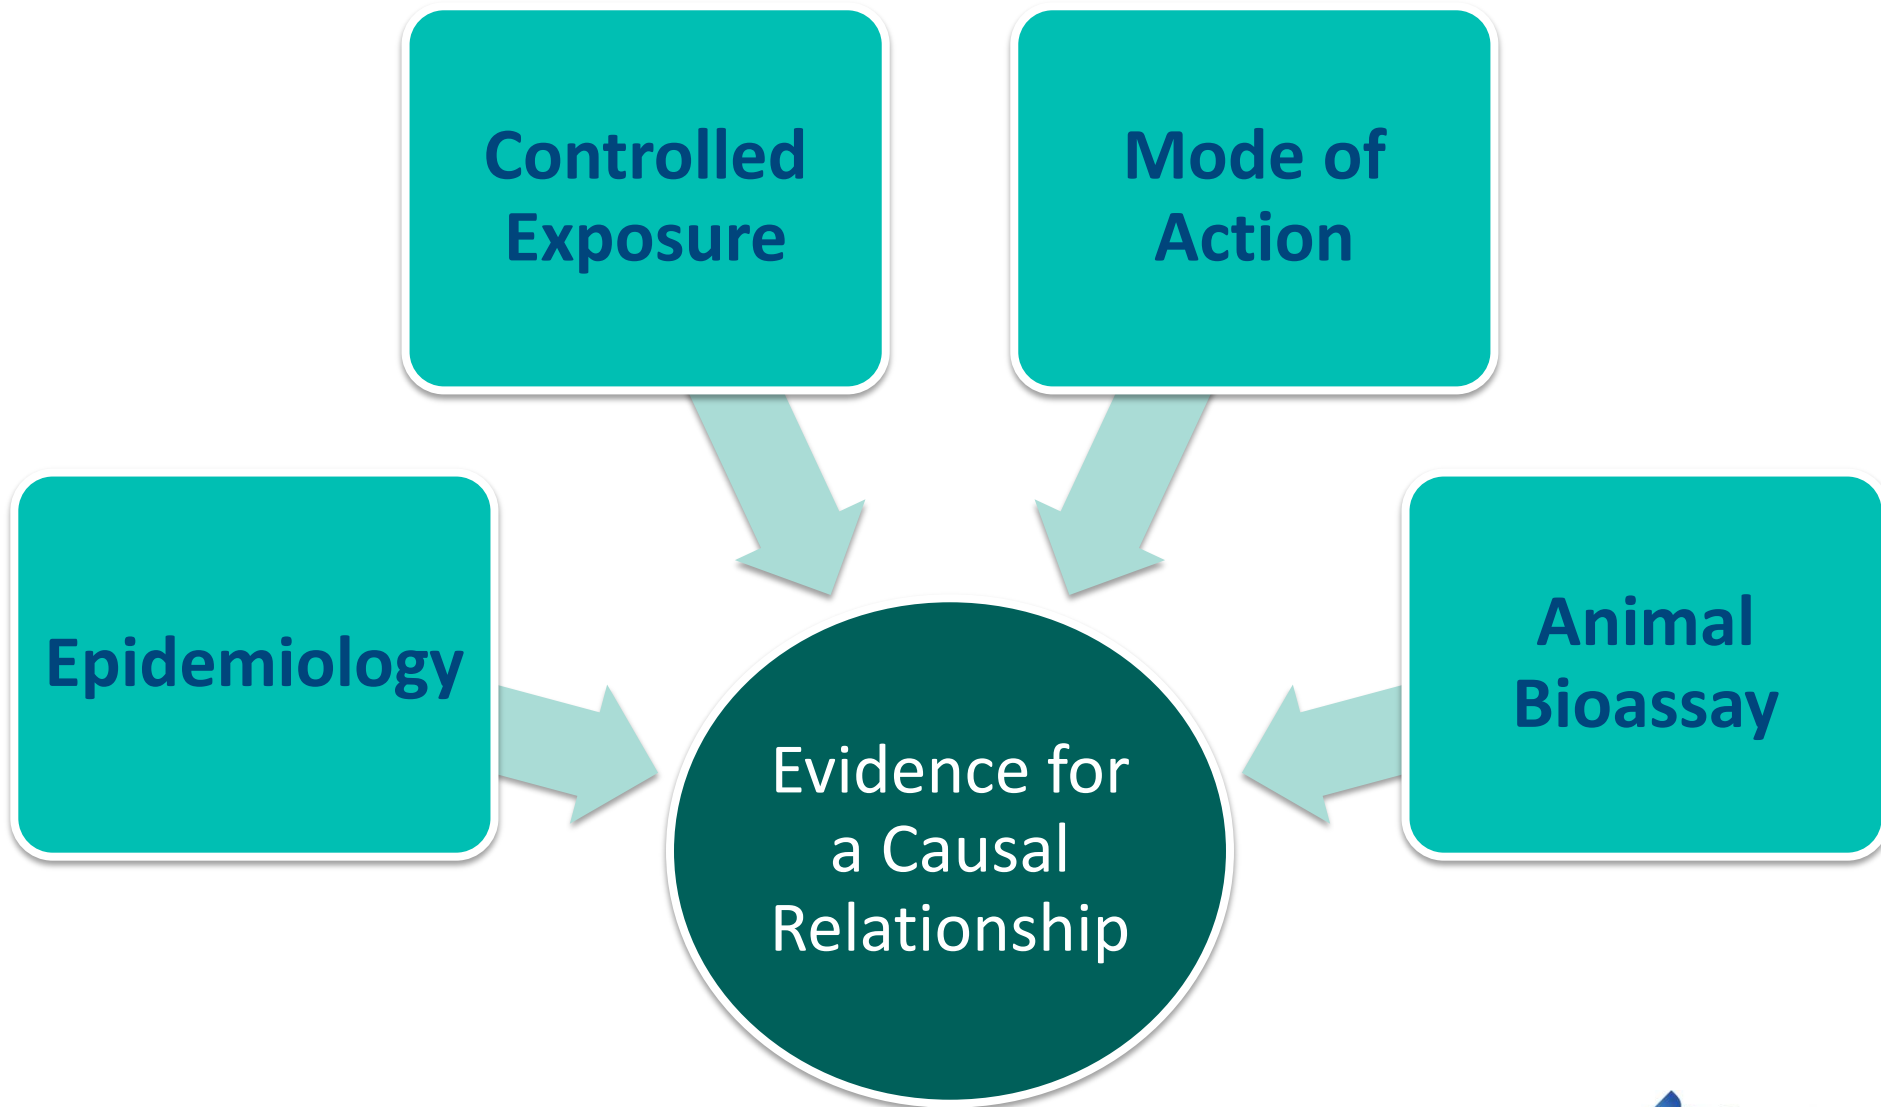 Controlled
Exposure
Mode of
Action
Epidemiology
Animal
Bioassay
Evidence for
a Causal
Relationship